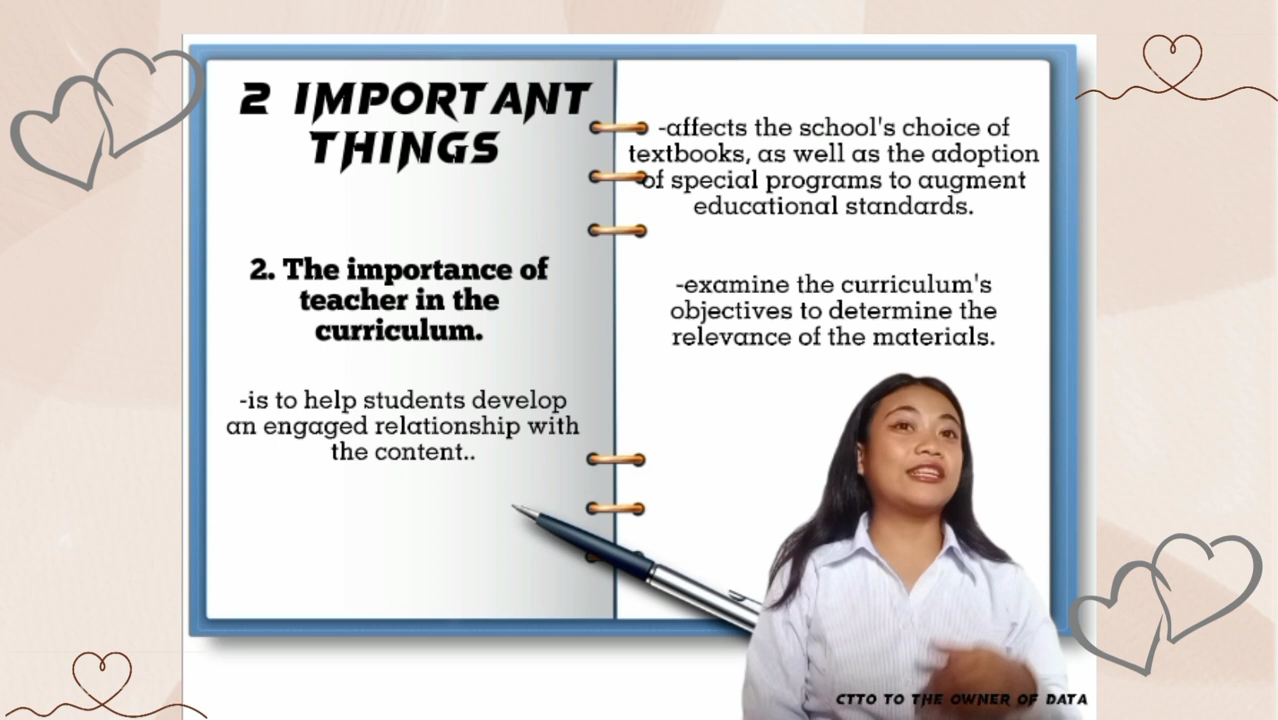 2 IMPORTANT
THINGS
2. The importance of
teacher in the
curriculum.
-is to help students develop
an engaged relationship with
the content..
-affects the school's choice of
textbooks, as well as the adoption
of special programs to augment
educational standards.
-examine the curriculum's
objectives to determine the
relevance of the materials.
CTTO TO THE OWNER OF DATA